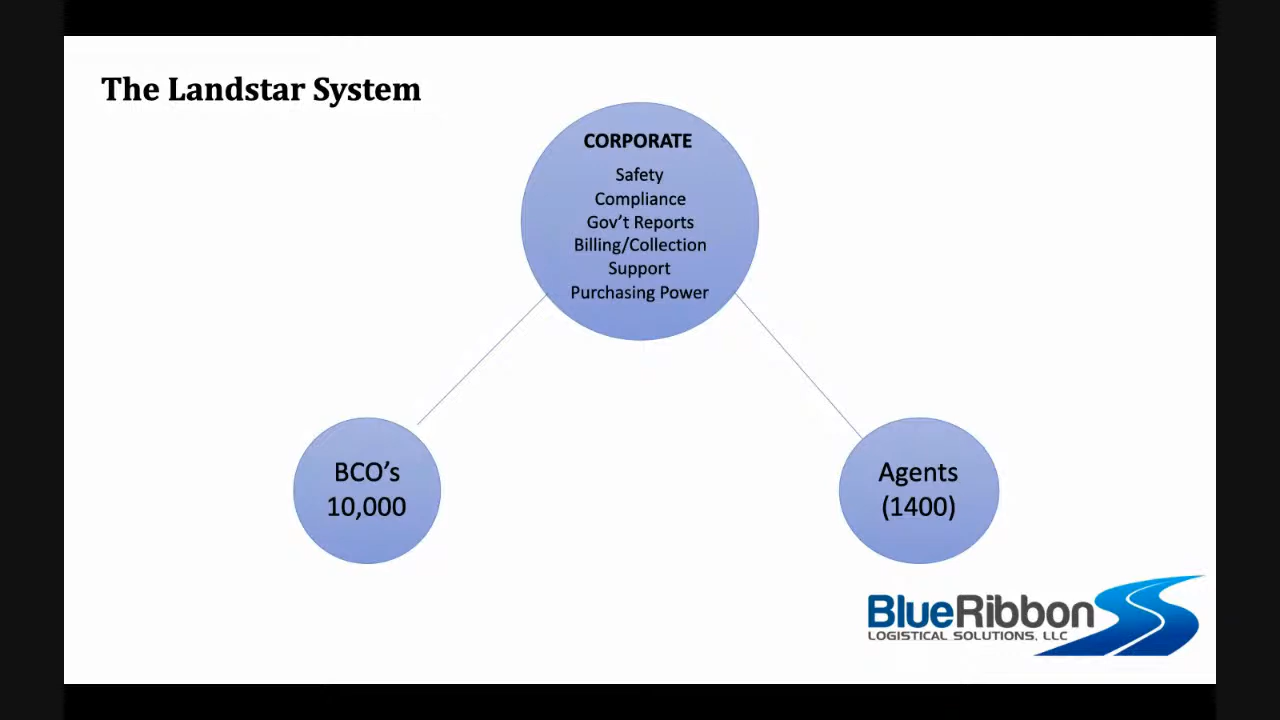 The Landstar System
CORPORATE
Safety
Compliance
Gov’t Reports
Billing/Collection
Support
Purchasing Power
BCO’s
10,000
Agents
(1400)
BlueRibbon
LOGISTICAL SOLUTIONS, LLC